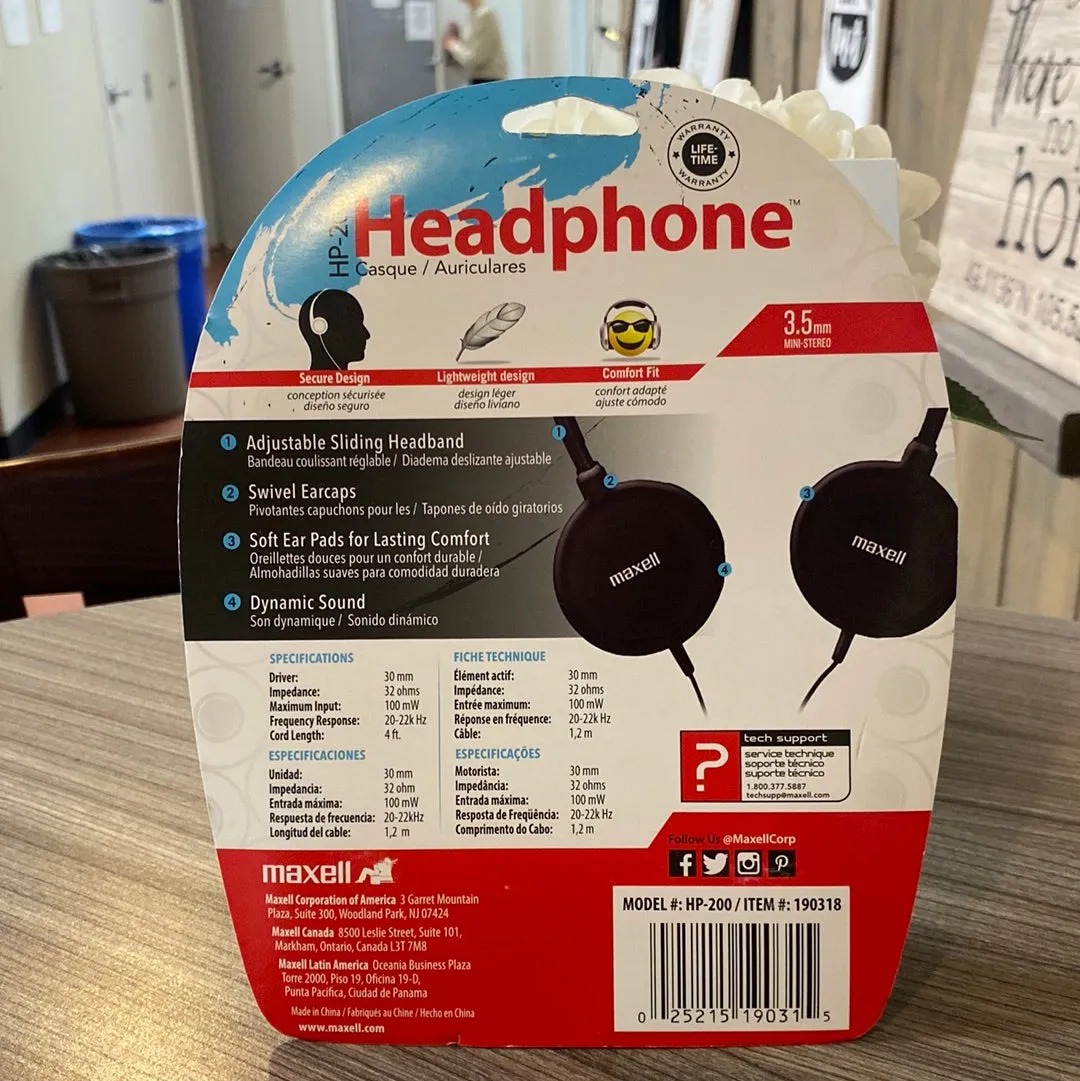 WARRANTY
LIFE-
TIME
WARRANTY
HP-20
Headphone™
Casque / Auriculares
3.5mm
MINI-STEREO
Secure Design
conception sécurisée
diseño seguro
Lightweight design
design léger
diseño liviano
Comfort Fit
confort adapté
ajuste cómodo
1 Adjustable Sliding Headband
Bandeau coulissant réglable / Diadema deslizante ajustable
2 Swivel Earcaps
Pivotantes capuchons pour les / Tapones de oído giratorios
3 Soft Ear Pads for Lasting Comfort
Oreillettes douces pour un confort durable /
Almohadillas suaves para comodidad duradera
4 Dynamic Sound
Son dynamique / Sonido dinámico
1
2
3
4
maxell
maxell
SPECIFICATIONS
Driver: 30 mm
Impedance: 32 ohms
Maximum Input: 100 mW
Frequency Response: 20-22k Hz
Cord Length: 4 ft.
FICHE TECHNIQUE
Élément actif: 30 mm
Impédance: 32 ohms
Entrée maximum: 100 mW
Réponse en fréquence: 20-22k Hz
Câble: 1,2 m
ESPECIFICACIONES
Unidad: 30 mm
Impedancia: 32 ohm
Entrada máxima: 100 mW
Respuesta de frecuencia: 20-22kHz
Longitud del cable: 1,2 m
ESPECIFICAÇÕES
Motorista: 30 mm
Impedância: 32 ohms
Entrada máxima: 100 mW
Resposta de Freqüência: 20-22k Hz
Comprimento do Cabo: 1,2 m
?
tech support
service technique
soporte técnico
suporte técnico
1.800.377.5887
techsupp@maxell.com
Follow Us @MaxellCorp
maxell
Maxell Corporation of America 3 Garret Mountain
Plaza, Suite 300, Woodland Park, NJ 07424
Maxell Canada 8500 Leslie Street, Suite 101,
Markham, Ontario, Canada L3T 7M8
Maxell Latin America Oceania Business Plaza
Torre 2000, Piso 19, Oficina 19-D,
Punta Pacífica, Ciudad de Panama
Made in China / Fabriqués au Chine / Hecho en China
www.maxell.com
MODEL #: HP-200 / ITEM #: 190318
0 25215 19031 5
There
no